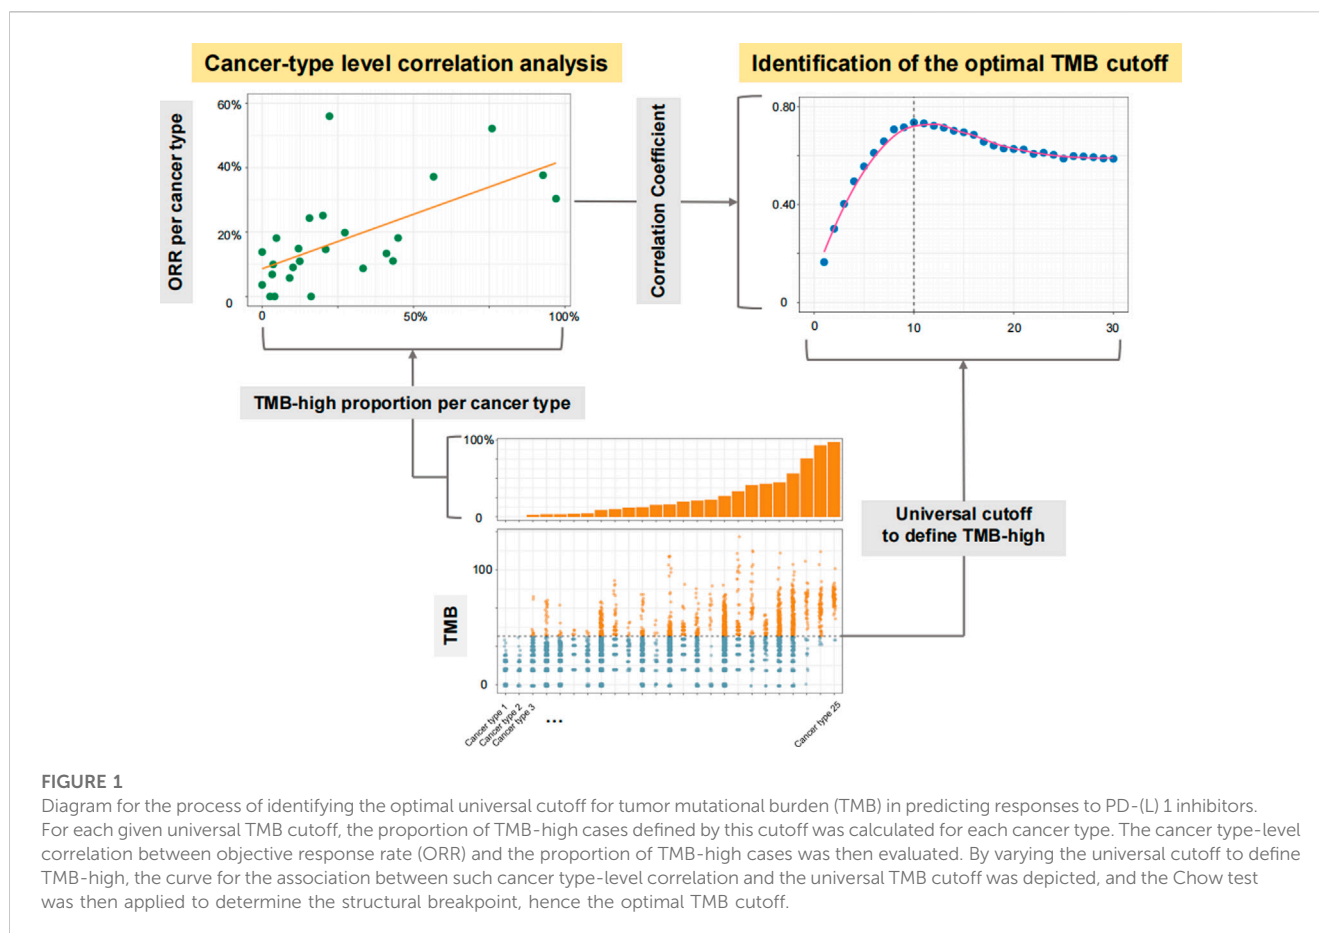 Cancer-type level correlation analysis
Identification of the optimal TMB cutoff
ORR per cancer type
60%
40%
20%
0
0
50%
100%
Correlation Coefficient
0.80
0.40
0
0
10
20
30
TMB-high proportion per cancer type
100%
0
Universal cutoff
to define TMB-high
TMB
100
0
Cancer type 1
Cancer type 2
Cancer type 3
...
Cancer type 25
FIGURE 1
Diagram for the process of identifying the optimal universal cutoff for tumor mutational burden (TMB) in predicting responses to PD-(L) 1 inhibitors.
For each given universal TMB cutoff, the proportion of TMB-high cases defined by this cutoff was calculated for each cancer type. The cancer type-level
correlation between objective response rate (ORR) and the proportion of TMB-high cases was then evaluated. By varying the universal cutoff to define
TMB-high, the curve for the association between such cancer type-level correlation and the universal TMB cutoff was depicted, and the Chow test
was then applied to determine the structural breakpoint, hence the optimal TMB cutoff.